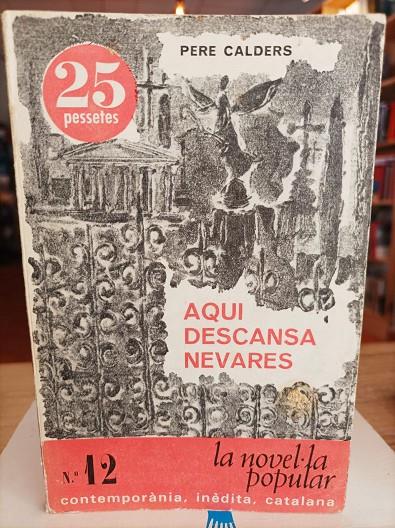 25
pessetes
PERE CALDERS
AQUI
DESCANSA
NEVARES
N.º 12
la novel·la
popular
contemporània, inèdita, catalana